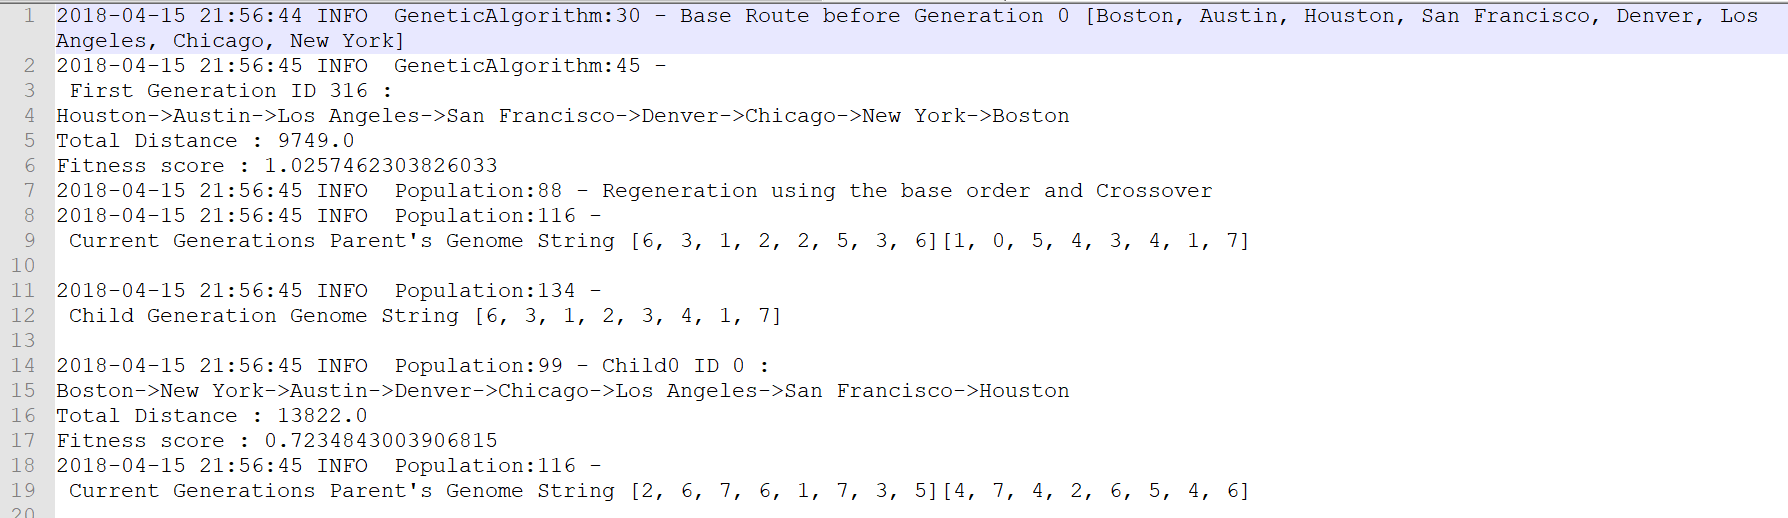 1 2018-04-15 21:56:44 INFO  GeneticAlgorithm:30 - Base Route before Generation 0 [Boston, Austin, Houston, San Francisco, Denver, Los
Angeles, Chicago, New York]
2 2018-04-15 21:56:45 INFO  GeneticAlgorithm:45 -
3  First Generation ID 316 :
4 Houston->Austin->Los Angeles->San Francisco->Denver->Chicago->New York->Boston
5 Total Distance : 9749.0
6 Fitness score : 1.0257462303826033
7 2018-04-15 21:56:45 INFO  Population:88 - Regeneration using the base order and Crossover
8 2018-04-15 21:56:45 INFO  Population:116 -
9  Current Generations Parent's Genome String [6, 3, 1, 2, 2, 5, 3, 6][1, 0, 5, 4, 3, 4, 1, 7]
10
11 2018-04-15 21:56:45 INFO  Population:134 -
12  Child Generation Genome String [6, 3, 1, 2, 3, 4, 1, 7]
13
14 2018-04-15 21:56:45 INFO  Population:99 - Child0 ID 0 :
15 Boston->New York->Austin->Denver->Chicago->Los Angeles->San Francisco->Houston
16 Total Distance : 13822.0
17 Fitness score : 0.7234843003906815
18 2018-04-15 21:56:45 INFO  Population:116 -
19  Current Generations Parent's Genome String [2, 6, 7, 6, 1, 7, 3, 5][4, 7, 4, 2, 6, 5, 4, 6]
20